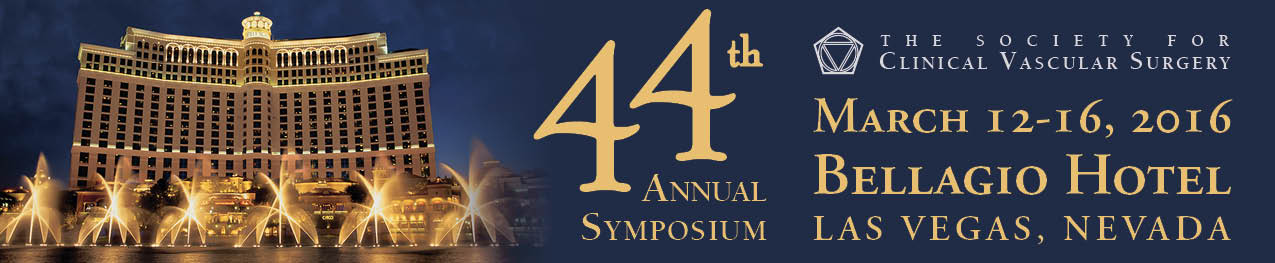 44th
Annual
Symposium
The Society for
Clinical Vascular Surgery
March 12-16, 2016
Bellagio Hotel
Las Vegas, Nevada